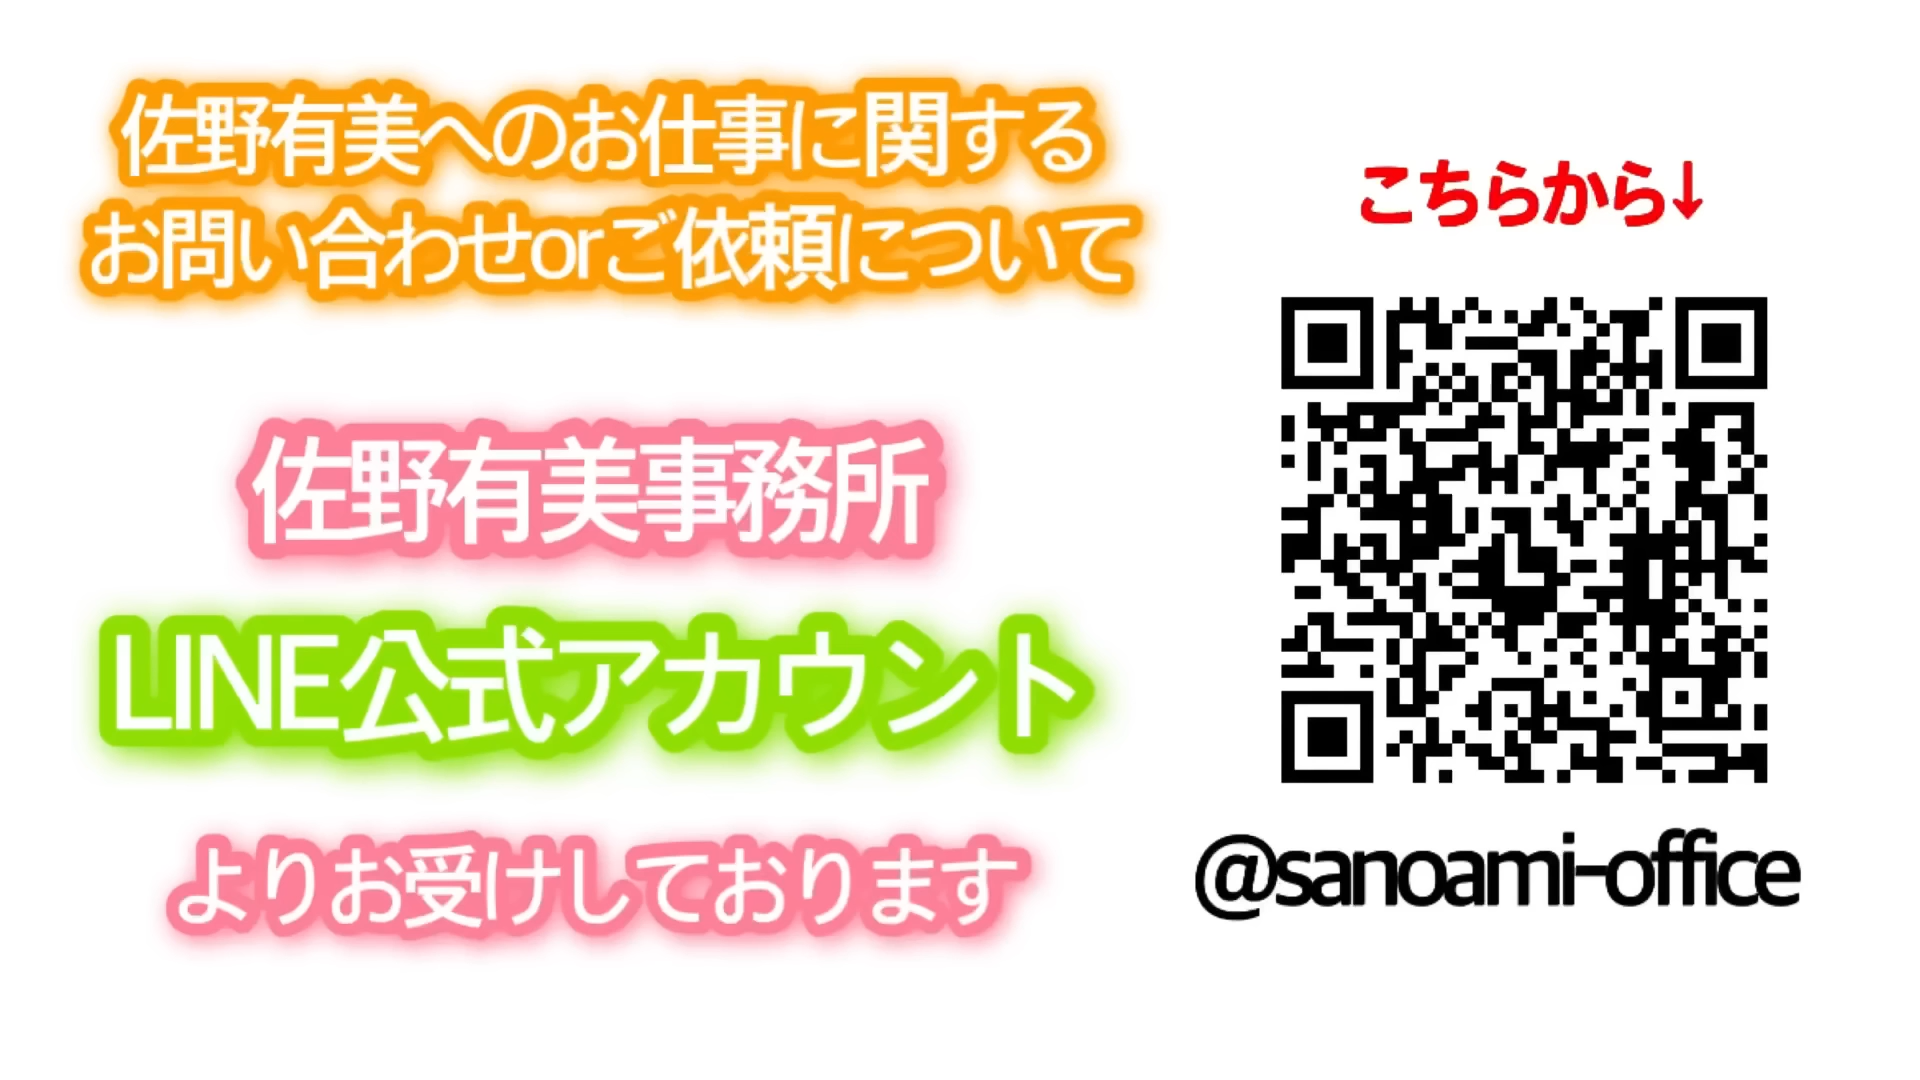 佐野有美へのお仕事に関する
お問い合わせorご依頼について
佐野有美事務所
LINE公式アカウント
よりお受けしております
こちらから↓
@sanoami-office